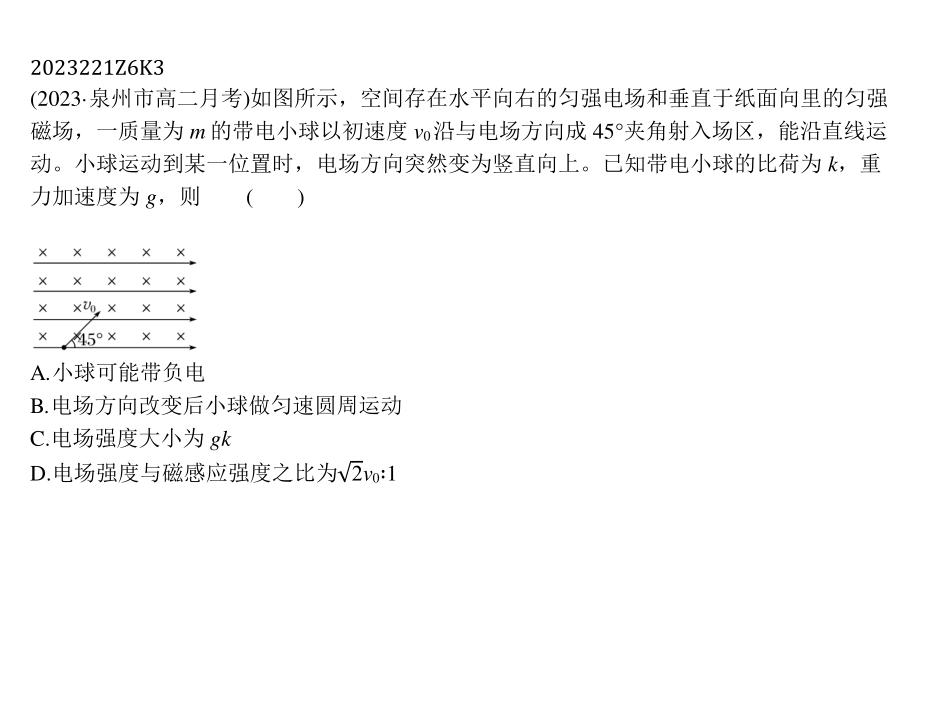 2023221Z6K3
(2023·泉州市高二月考)如图所示，空间存在水平向右的匀强电场和垂直于纸面向里的匀强
磁场，一质量为 m 的带电小球以初速度 v₀沿与电场方向成 45°夹角射入场区，能沿直线运
动。小球运动到某一位置时，电场方向突然变为竖直向上。已知带电小球的比荷为 k，重
力加速度为 g，则 ( )
× × × × ×
× × × × ×
× ×v₀ × × ×
× ×45° × × ×
A.小球可能带负电
B.电场方向改变后小球做匀速圆周运动
C.电场强度大小为 gk
D.电场强度与磁感应强度之比为√2v₀∶1